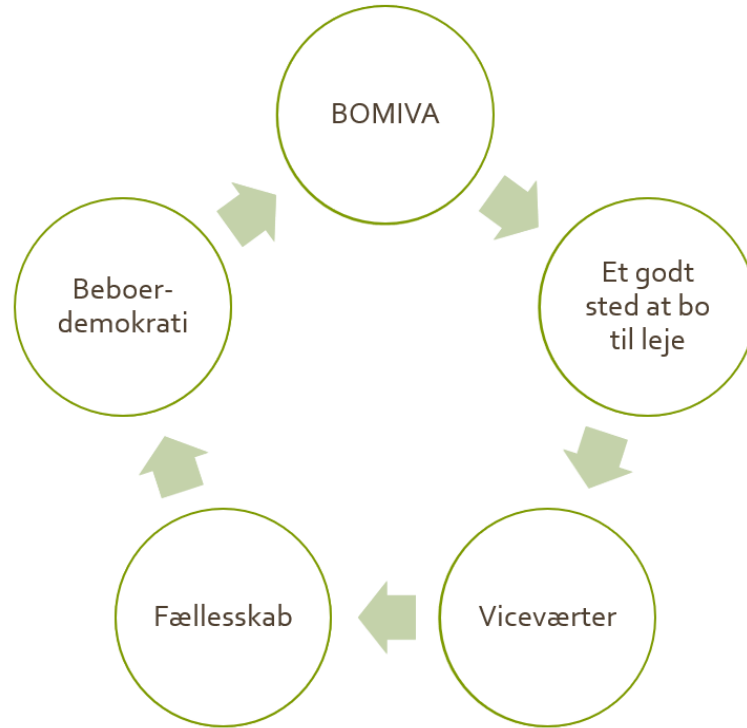 BOMIVA
Et godt
sted at bo
til leje
Viceværter
Fællesskab
Beboer-
demokrati